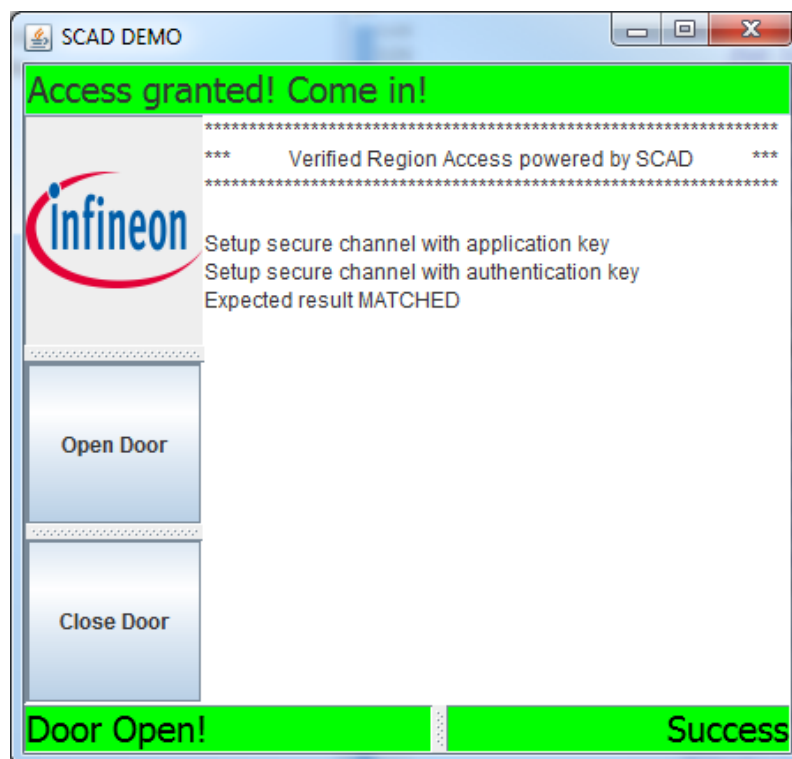 SCAD DEMO
Access granted! Come in!
****************************************************************
*** Verified Region Access powered by SCAD ***
****************************************************************
infineon
Setup secure channel with application key
Setup secure channel with authentication key
Expected result MATCHED
Open Door
Close Door
Door Open!
Success